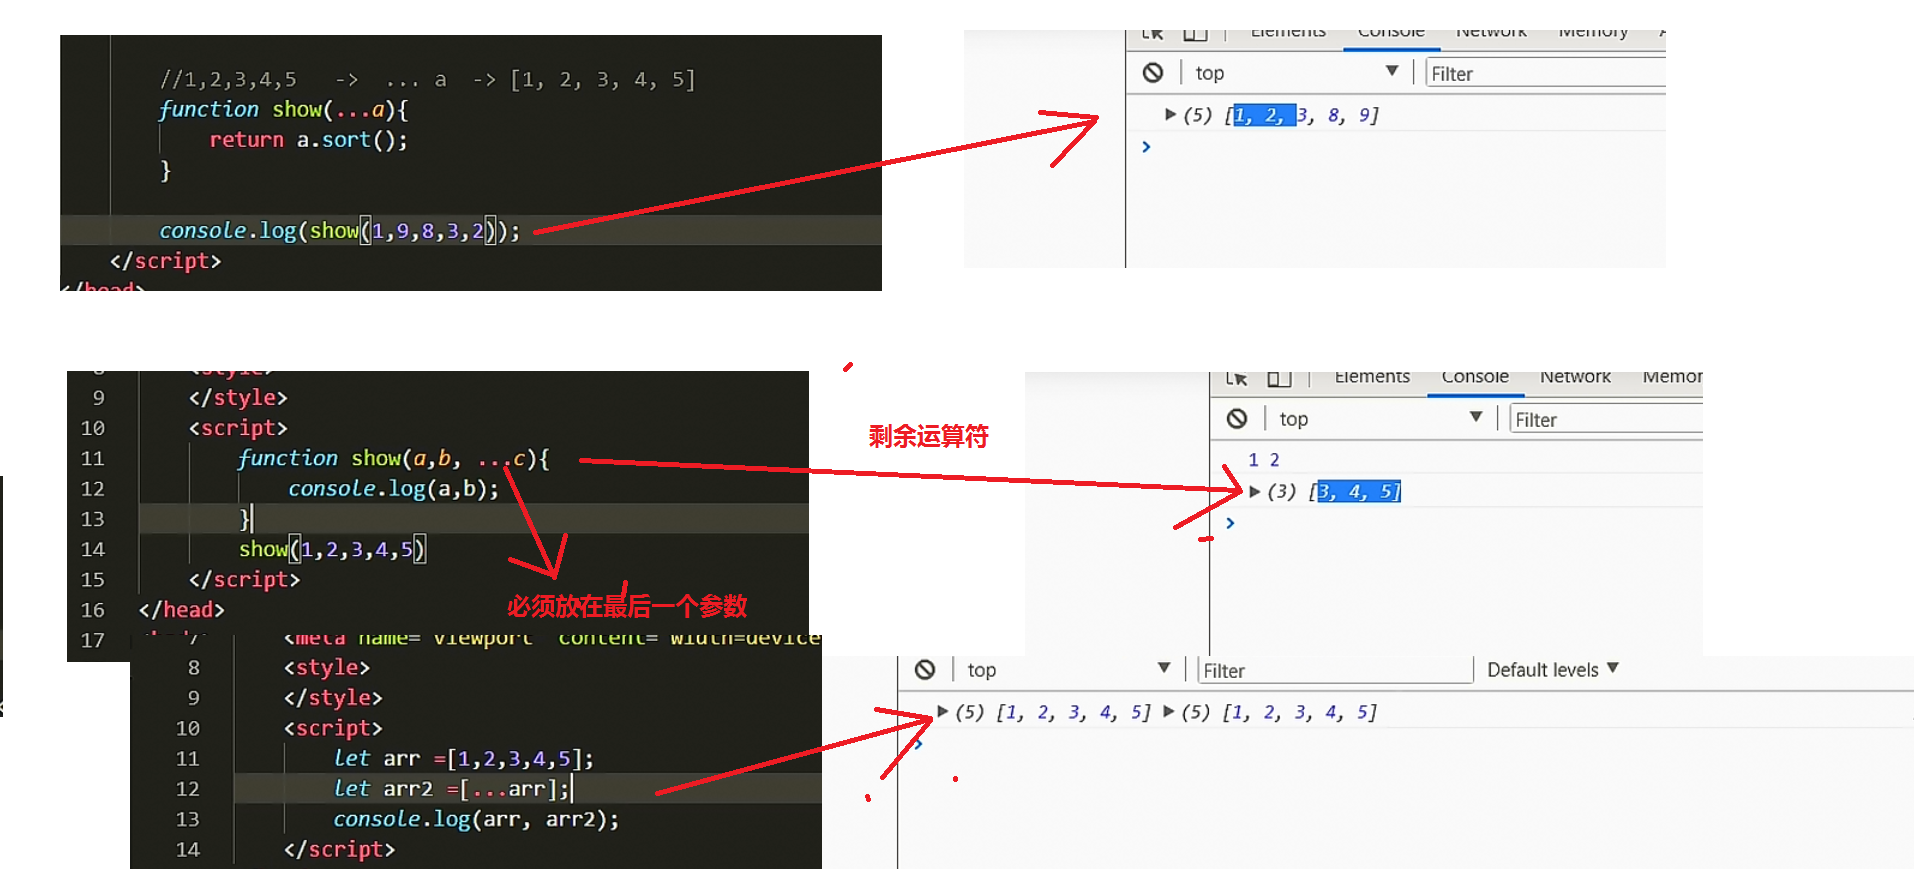 //1,2,3,4,5   ->  ... a  -> [1, 2, 3, 4, 5]
function show(...a){
return a.sort();
}
console.log(show(1,9,8,3,2));
</script>
</head>
Elements Console Network Memory
top Filter
(5) [1, 2, 3, 8, 9]
8 <style>
9 </style>
10 <script>
11 function show(a,b, ...c){
12 console.log(a,b);
13 }
14 show(1,2,3,4,5)
15 </script>
16 </head>
17
剩余运算符
必须放在最后一个参数
Elements Console Network Memor
top Filter
1 2
(3) [3, 4, 5]
7 <meta name="viewport" content="width=device
8 <style>
9 </style>
10 <script>
11 let arr =[1,2,3,4,5];
12 let arr2 =[...arr];
13 console.log(arr, arr2);
14 </script>
top Filter Default levels
(5) [1, 2, 3, 4, 5] (5) [1, 2, 3, 4, 5]